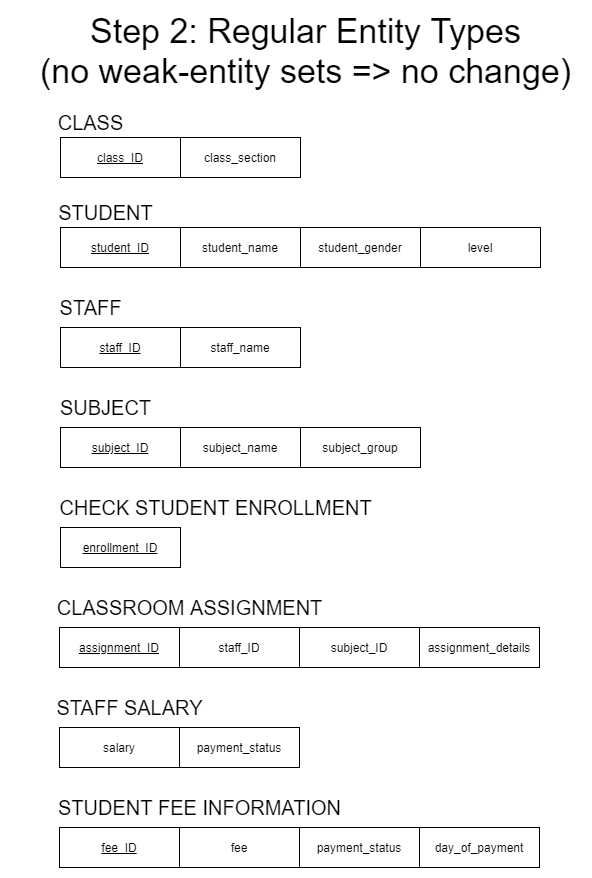 Step 2: Regular Entity Types
(no weak-entity sets => no change)
CLASS
class_ID class_section
STUDENT
student_ID student_name student_gender level
STAFF
staff_ID staff_name
SUBJECT
subject_ID subject_name subject_group
CHECK STUDENT ENROLLMENT
enrollment_ID
CLASSROOM ASSIGNMENT
assignment_ID staff_ID subject_ID assignment_details
STAFF SALARY
salary payment_status
STUDENT FEE INFORMATION
fee_ID fee payment_status day_of_payment